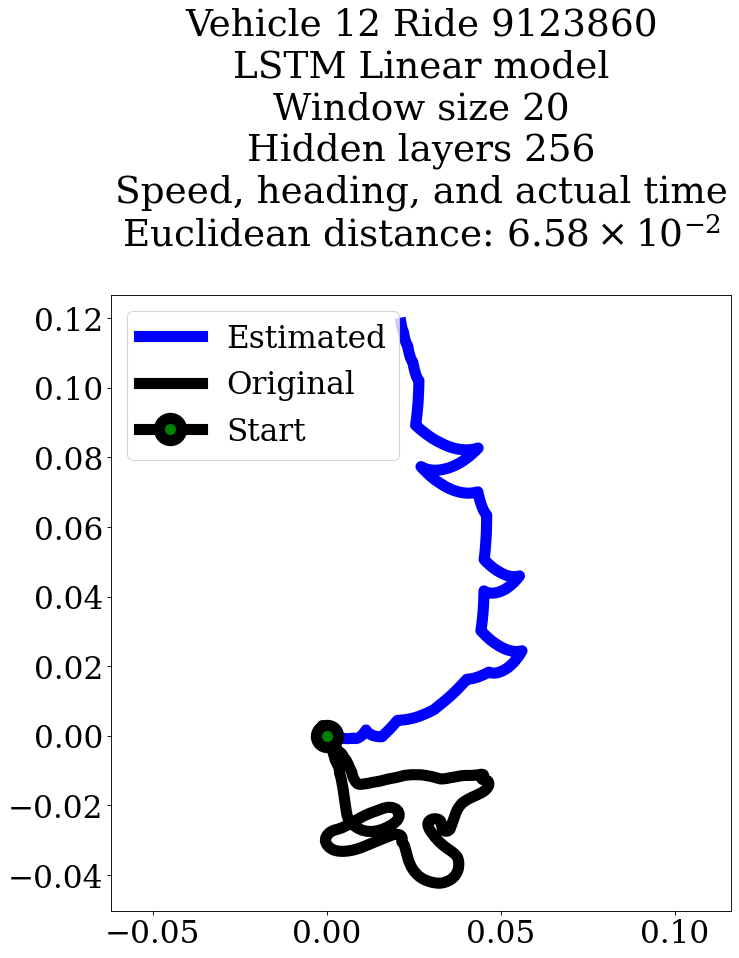 Vehicle 12 Ride 9123860
LSTM Linear model
Window size 20
Hidden layers 256
Speed, heading, and actual time
Euclidean distance: 6.58 × 10⁻²
Estimated
Original
Start
0.12
0.10
0.08
0.06
0.04
0.02
0.00
−0.02
−0.04
−0.05 0.00 0.05 0.10